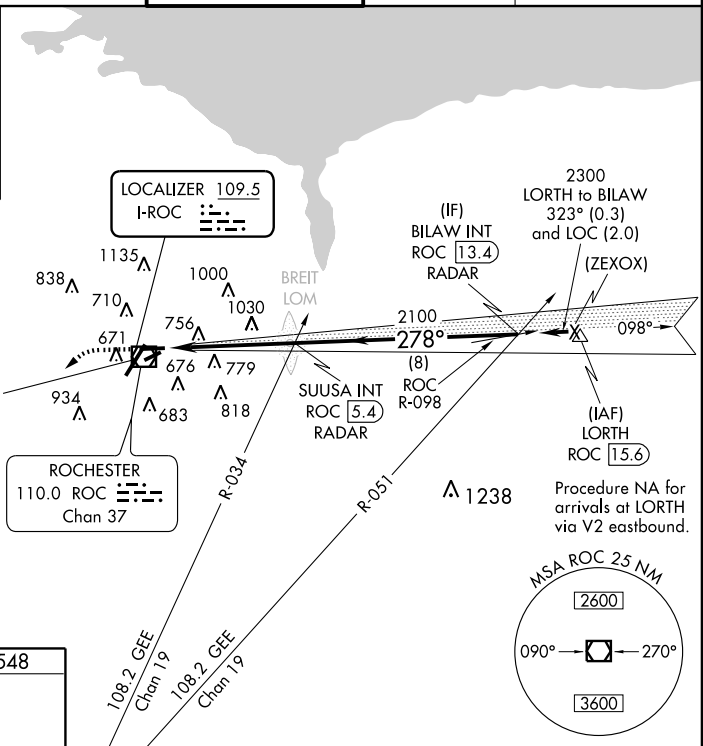 LOCALIZER 109.5
I-ROC
2300
LORTH to BILAW
323° (0.3)
and LOC (2.0)
(ZEXOX)
(IF)
BILAW INT
ROC 13.4
RADAR
1135
838
710
671
1000
BREIT
LOM
1030
756
2100
278°
098°
(8)
ROC
R-098
676
779
934
683
818
SUUSA INT
ROC 5.4
RADAR
(IAF)
LORTH
ROC 15.6
ROCHESTER
110.0 ROC
Chan 37
R-034
R-051
1238
Procedure NA for
arrivals at LORTH
via V2 eastbound.
MSA ROC 25 NM
2600
090°
270°
3600
108.2 GEE
Chan 19
108.2 GEE
Chan 19
548